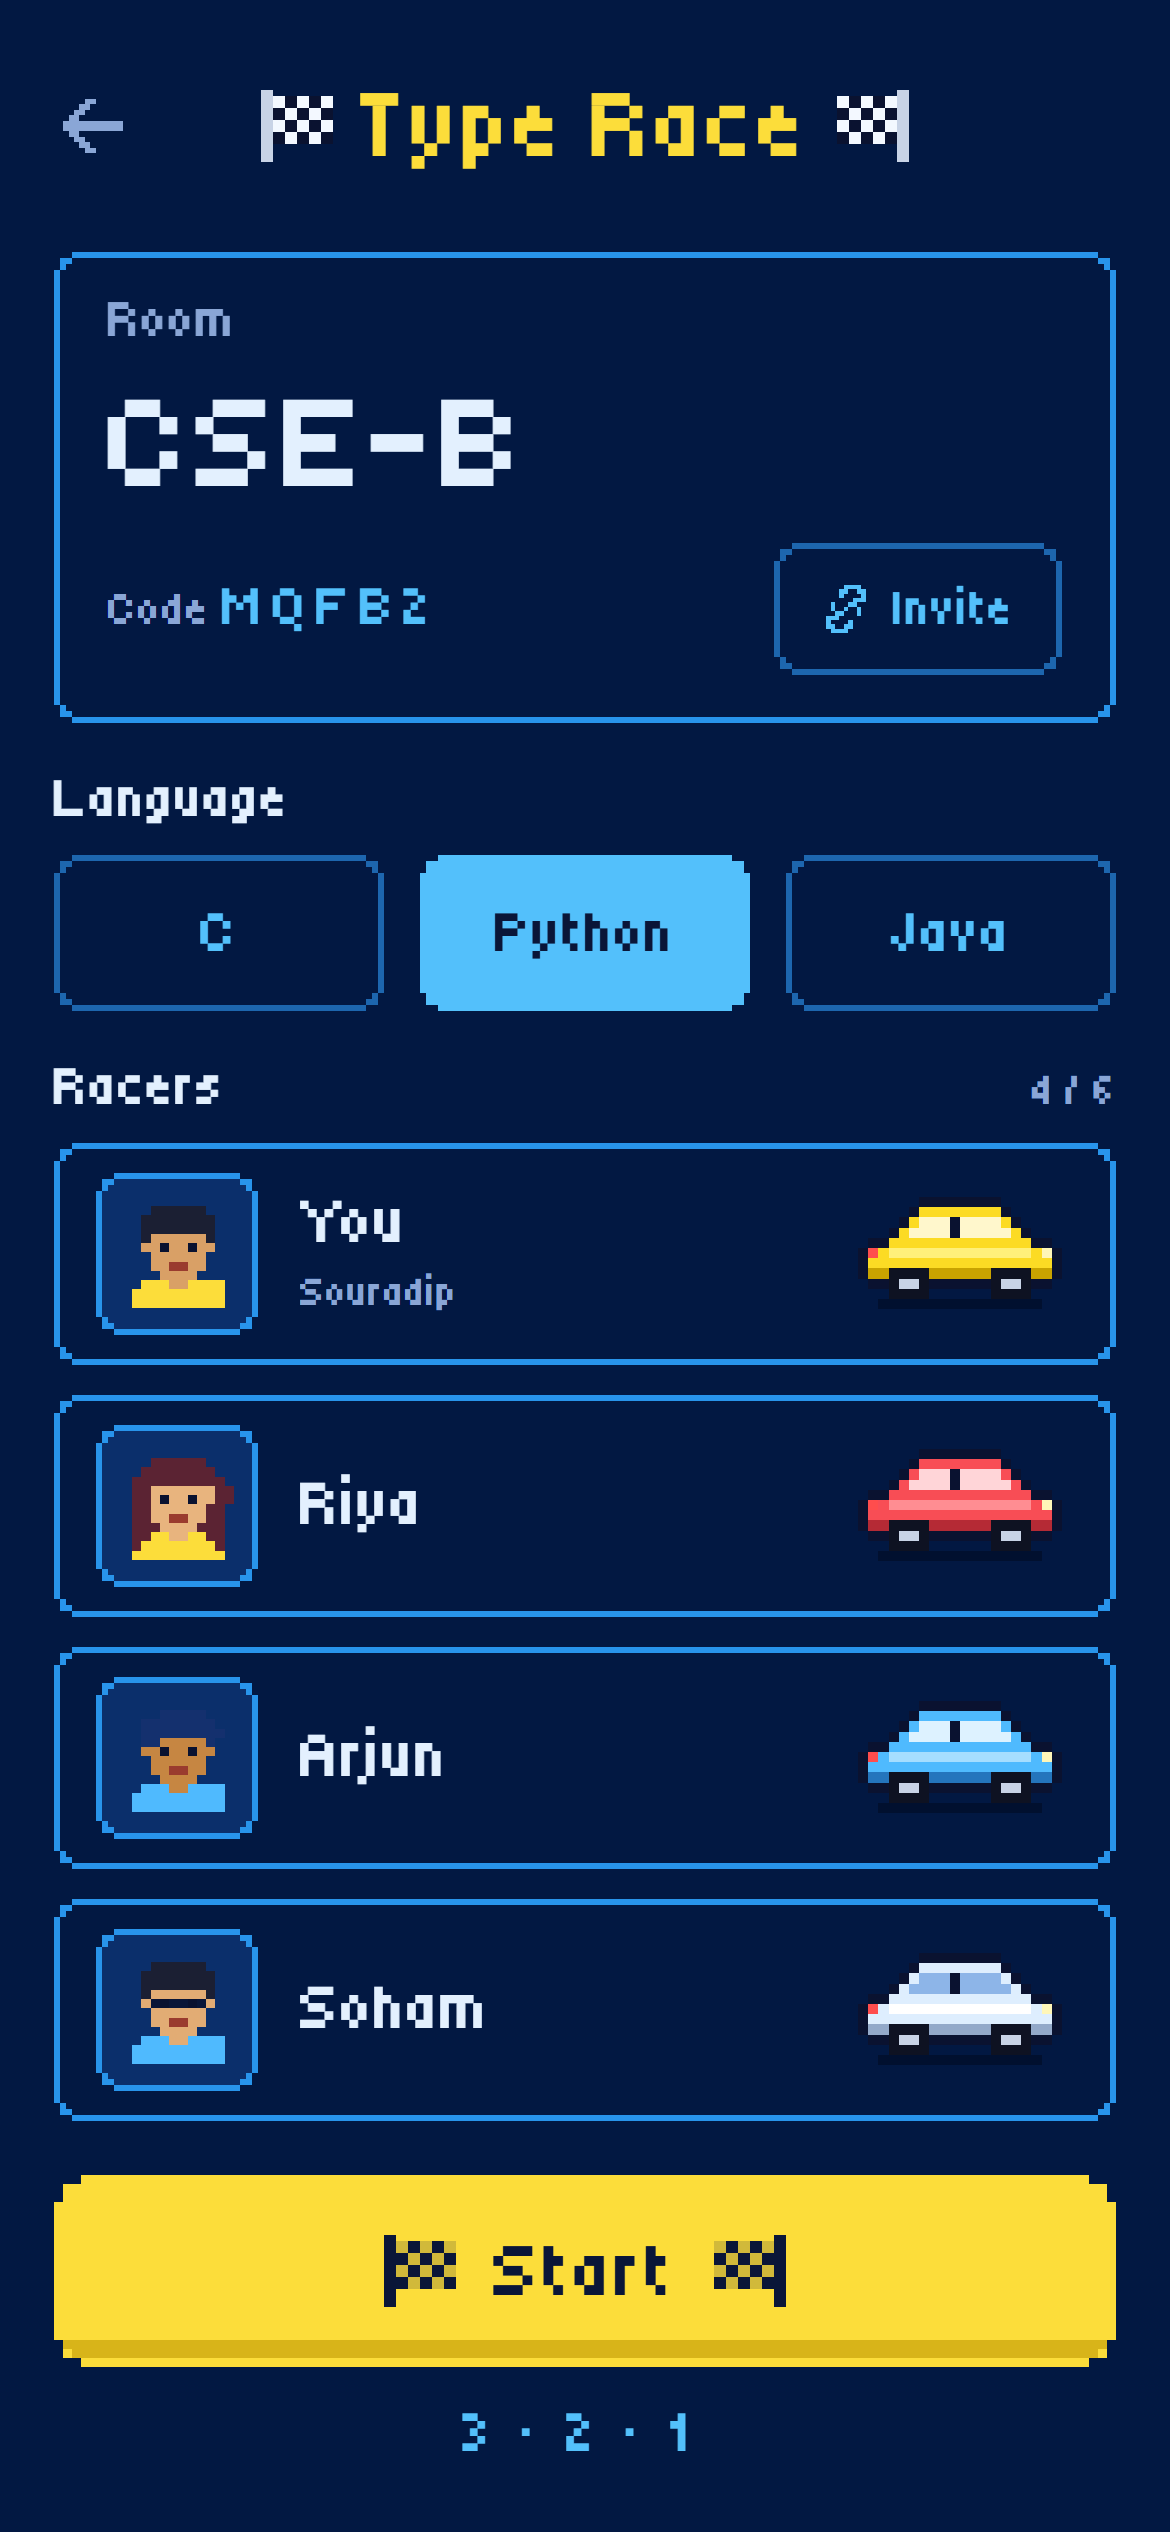 Type Race
Room
CSE-B
Code MQFB2
Invite
Language
C
Python
Java
Racers
4 / 6
You
Souradip
Riya
Arjun
Soham
Start
3 · 2 · 1